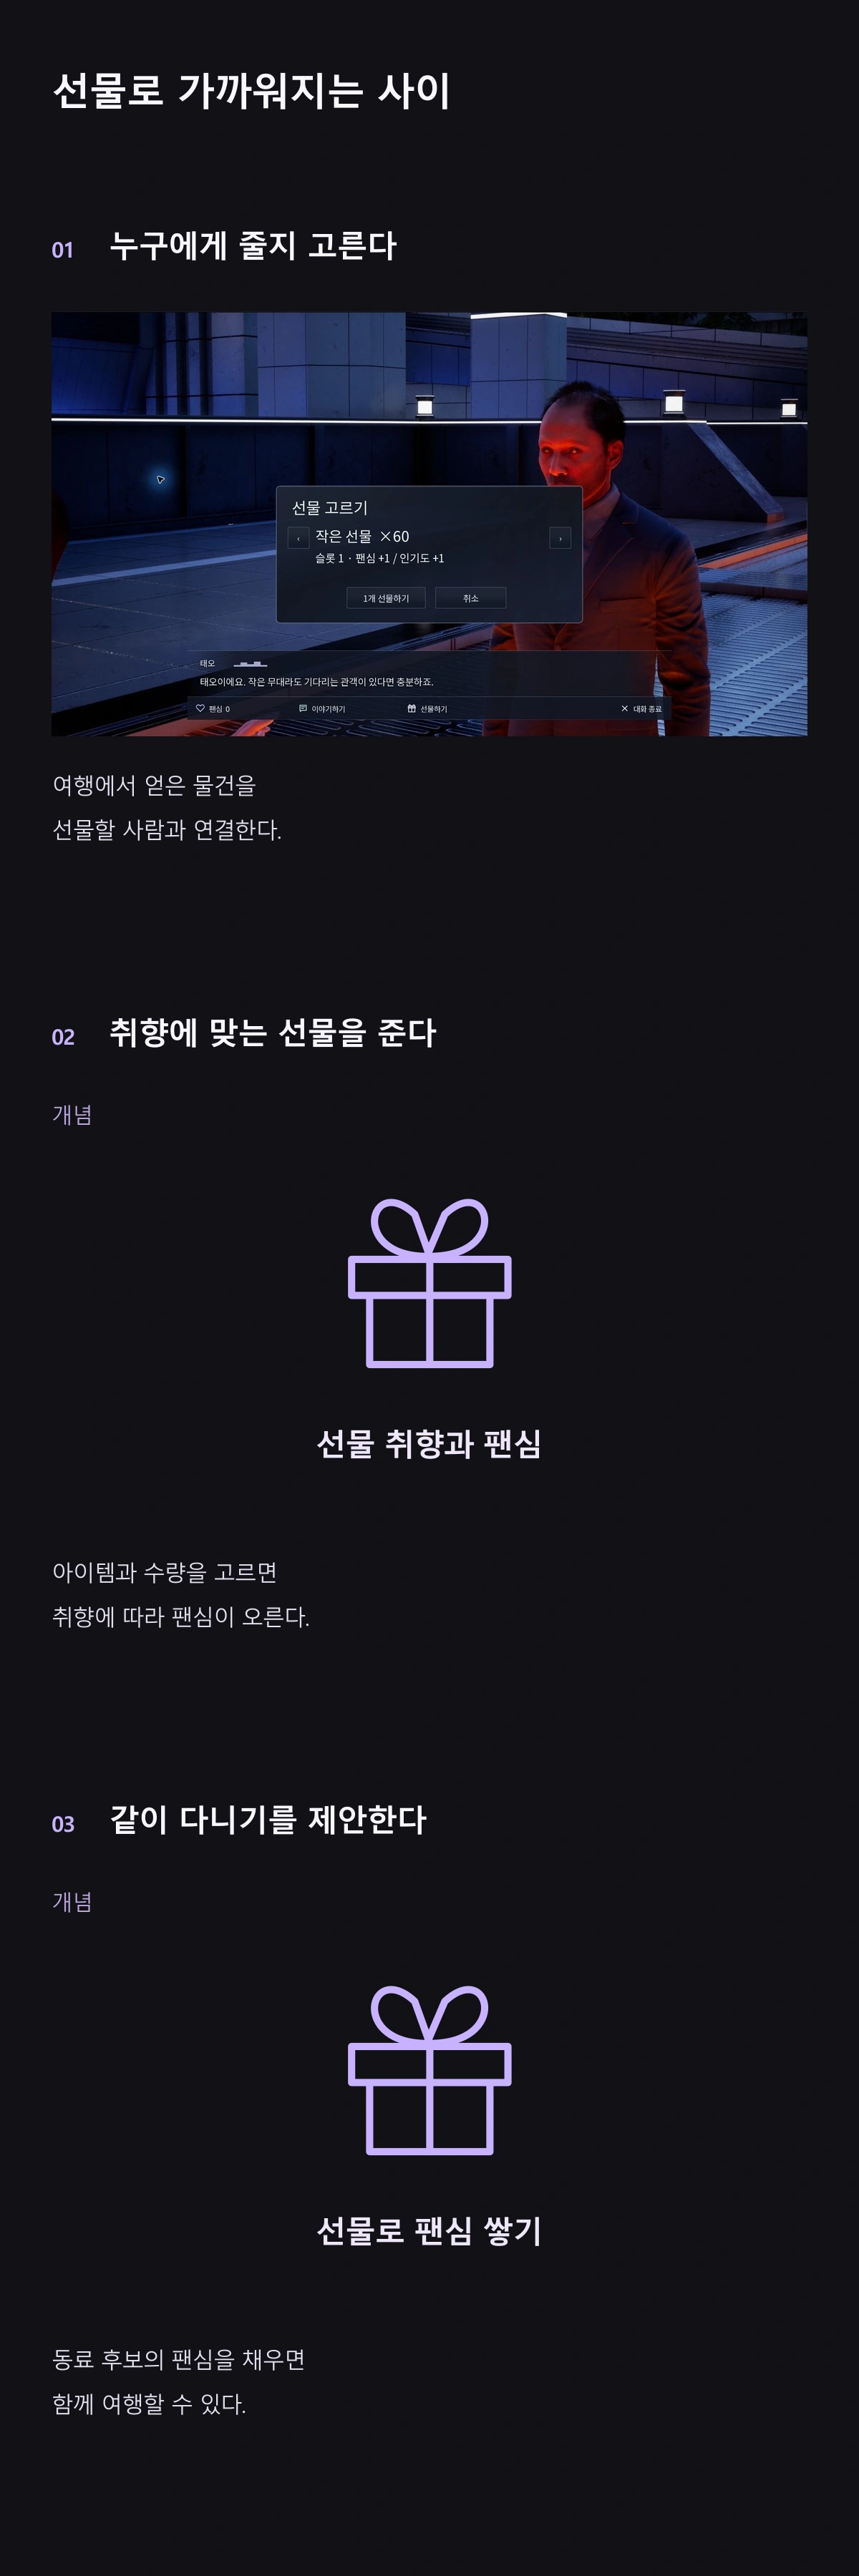 선물로 가까워지는 사이
01 누구에게 줄지 고른다
선물 고르기
작은 선물 ×60
슬롯 1 · 팬심 +1 / 인기도 +1
1개 선물하기 취소
태오
태오이에요. 작은 무대라도 기다리는 관객이 있다면 충분하죠.
팬심 0 이야기하기 선물하기 대화 종료
여행에서 얻은 물건을
선물할 사람과 연결한다.
02 취향에 맞는 선물을 준다
개념
선물 취향과 팬심
아이템과 수량을 고르면
취향에 따라 팬심이 오른다.
03 같이 다니기를 제안한다
개념
선물로 팬심 쌓기
동료 후보의 팬심을 채우면
함께 여행할 수 있다.